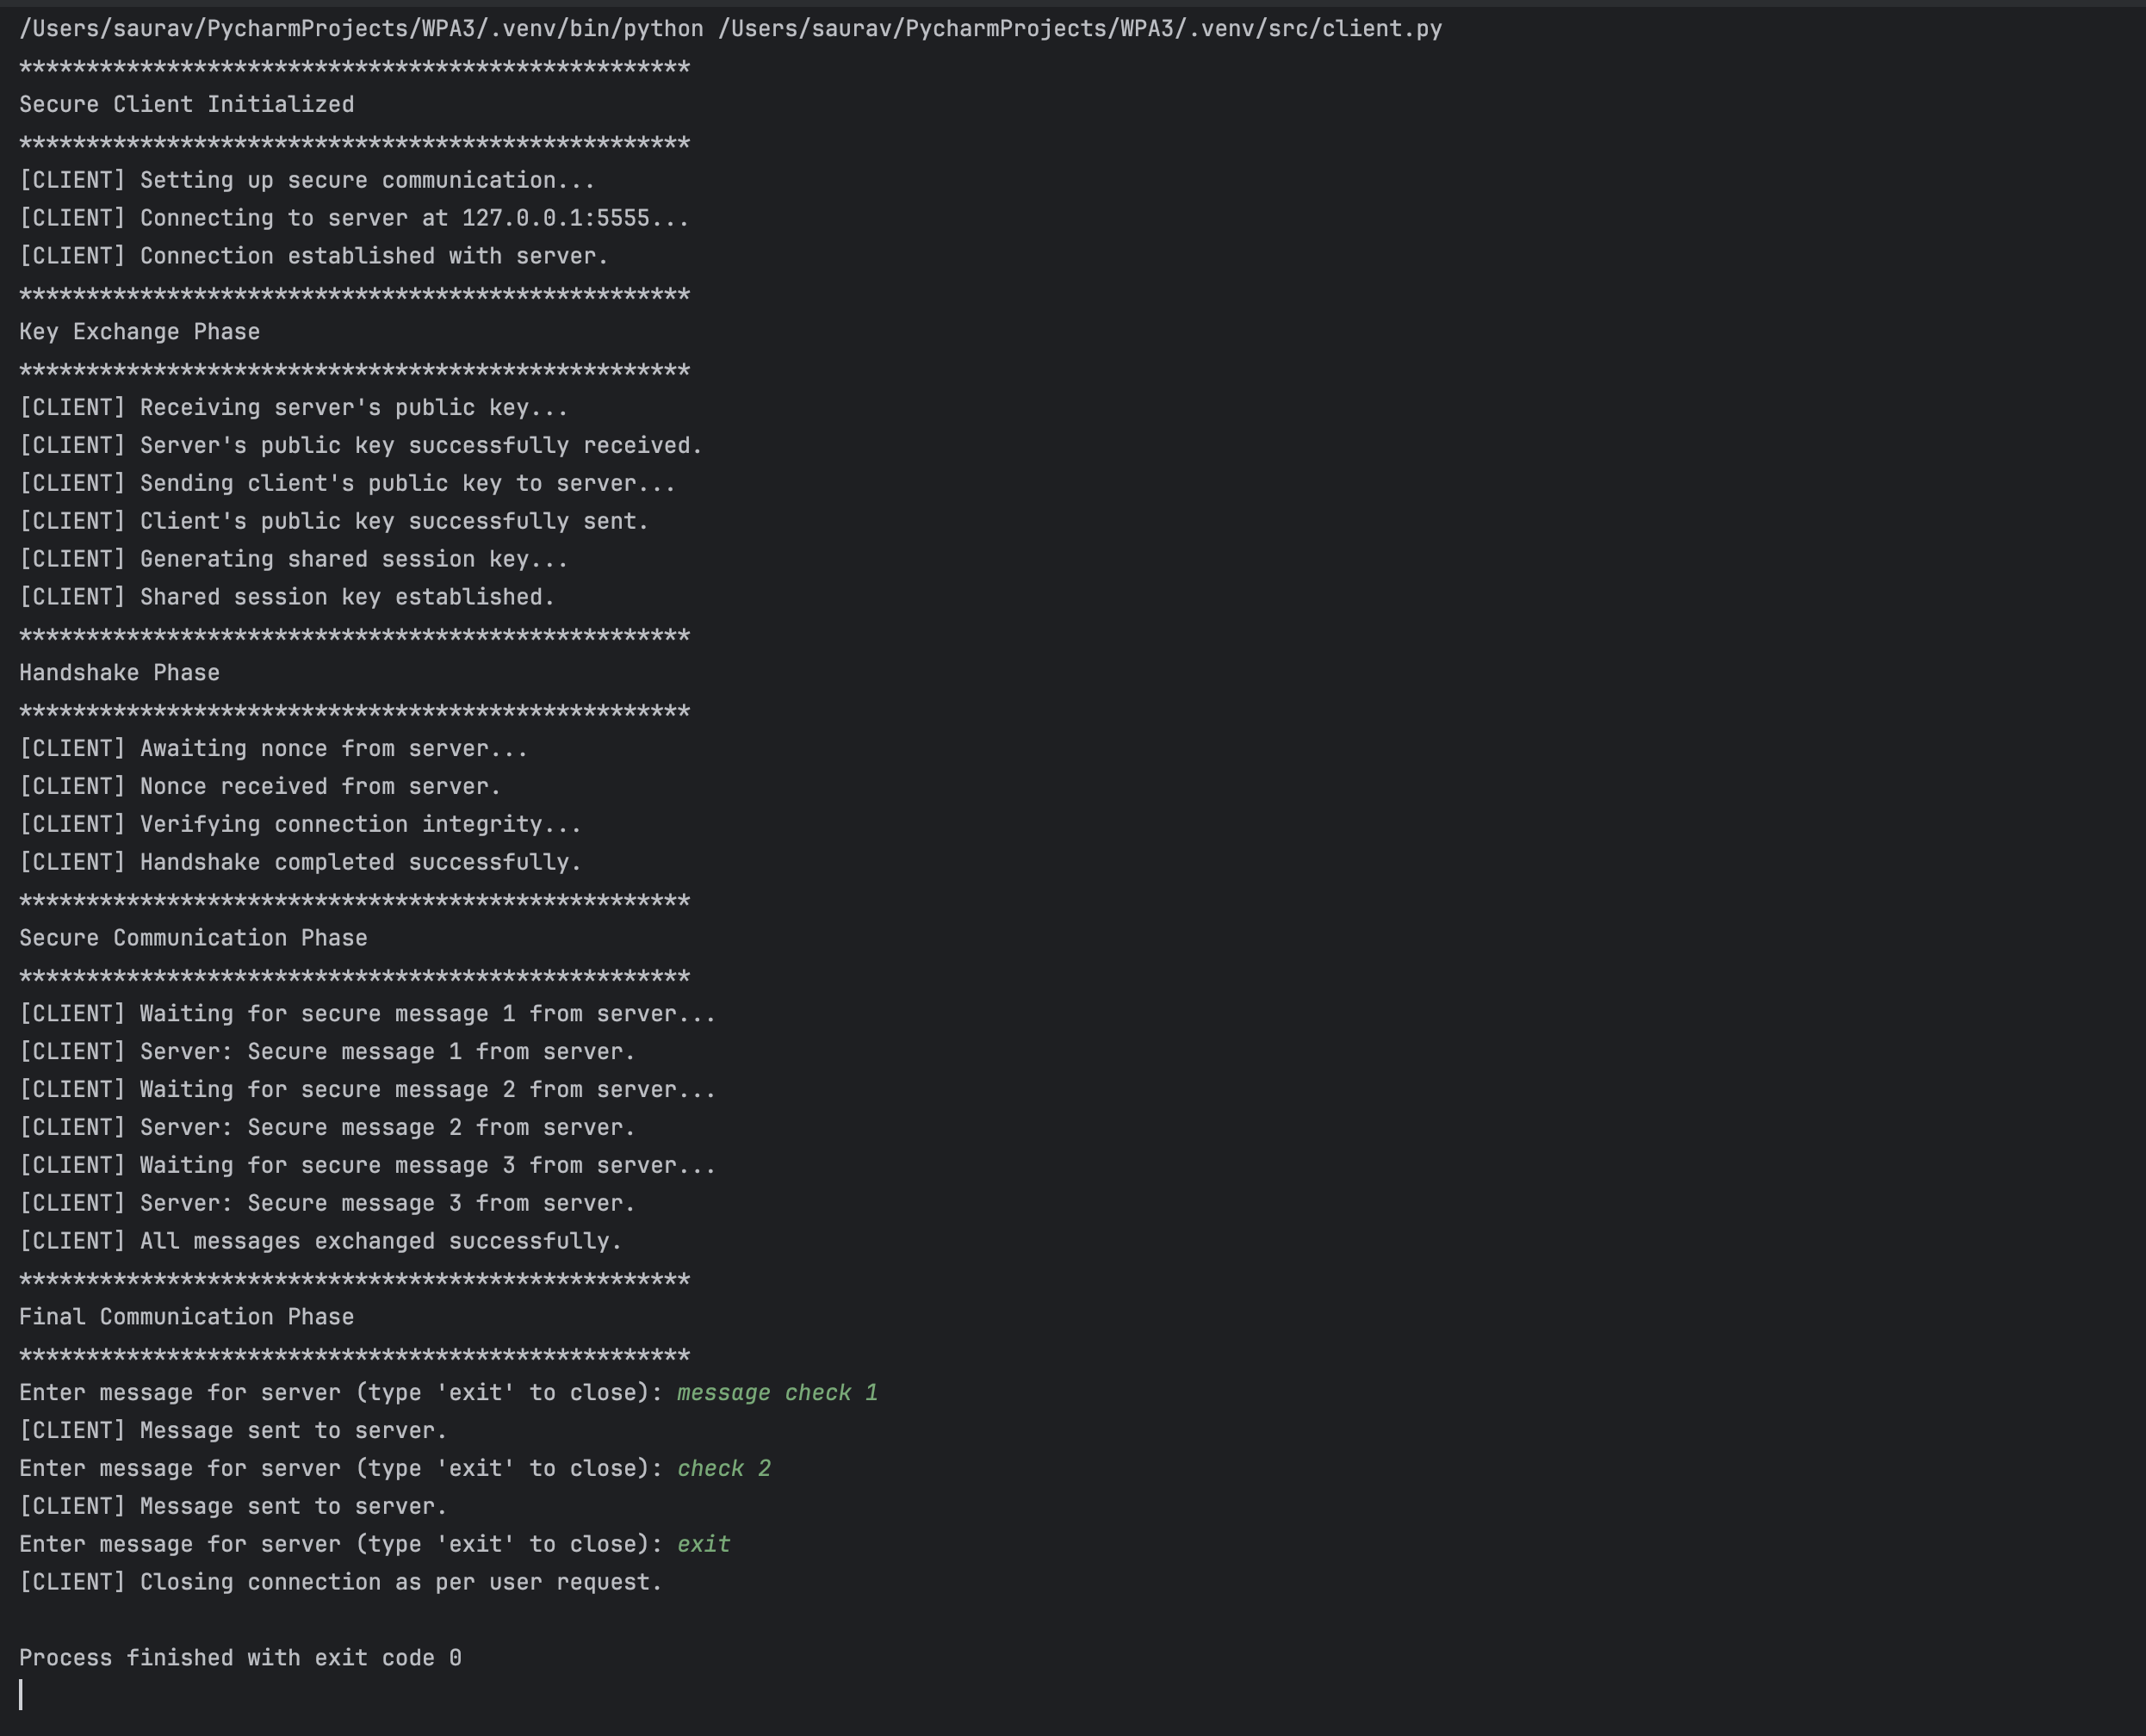 /Users/saurav/PycharmProjects/WPA3/.venv/bin/python /Users/saurav/PycharmProjects/WPA3/.venv/src/client.py
**************************************************
Secure Client Initialized
**************************************************
[CLIENT] Setting up secure communication...
[CLIENT] Connecting to server at 127.0.0.1:5555...
[CLIENT] Connection established with server.
**************************************************
Key Exchange Phase
**************************************************
[CLIENT] Receiving server's public key...
[CLIENT] Server's public key successfully received.
[CLIENT] Sending client's public key to server...
[CLIENT] Client's public key successfully sent.
[CLIENT] Generating shared session key...
[CLIENT] Shared session key established.
**************************************************
Handshake Phase
**************************************************
[CLIENT] Awaiting nonce from server...
[CLIENT] Nonce received from server.
[CLIENT] Verifying connection integrity...
[CLIENT] Handshake completed successfully.
**************************************************
Secure Communication Phase
**************************************************
[CLIENT] Waiting for secure message 1 from server...
[CLIENT] Server: Secure message 1 from server.
[CLIENT] Waiting for secure message 2 from server...
[CLIENT] Server: Secure message 2 from server.
[CLIENT] Waiting for secure message 3 from server...
[CLIENT] Server: Secure message 3 from server.
[CLIENT] All messages exchanged successfully.
**************************************************
Final Communication Phase
**************************************************
Enter message for server (type 'exit' to close): message check 1
[CLIENT] Message sent to server.
Enter message for server (type 'exit' to close): check 2
[CLIENT] Message sent to server.
Enter message for server (type 'exit' to close): exit
[CLIENT] Closing connection as per user request.
Process finished with exit code 0